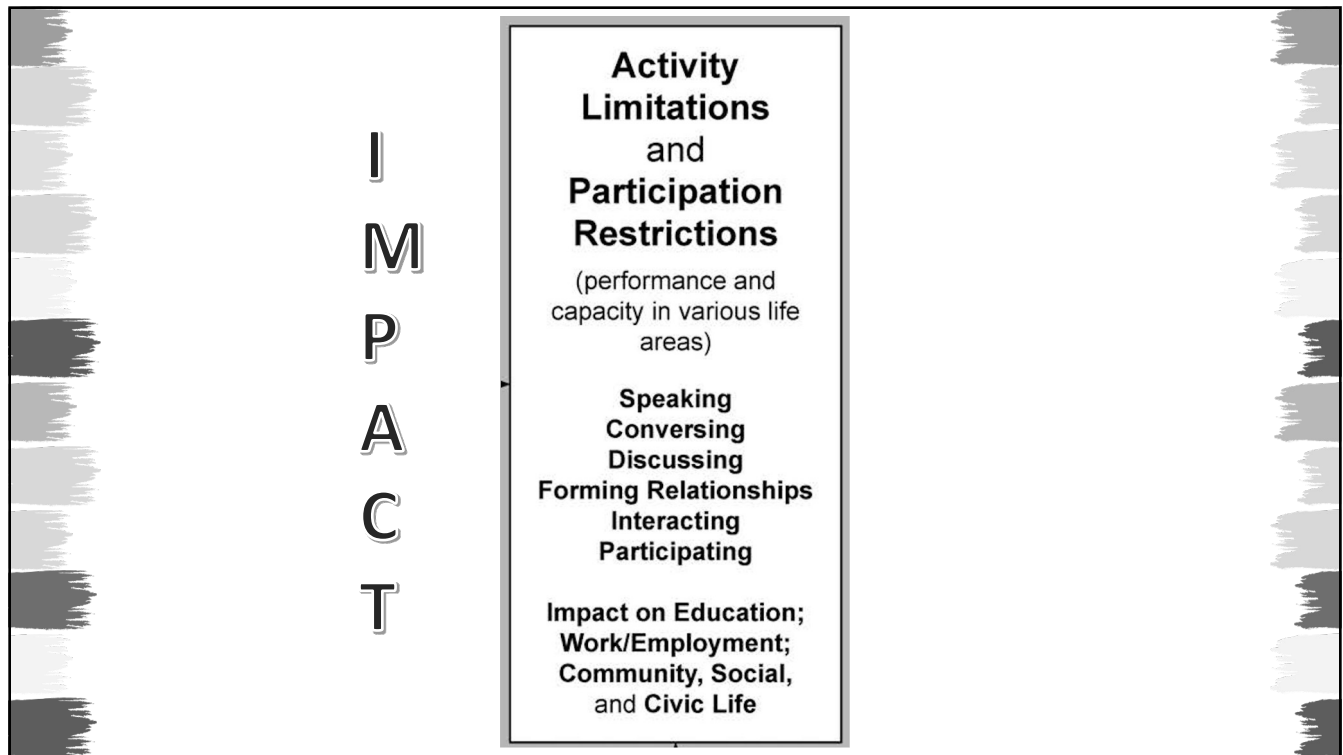 I
M
P
A
C
T
Activity
Limitations
and
Participation
Restrictions
(performance and
capacity in various life
areas)
Speaking
Conversing
Discussing
Forming Relationships
Interacting
Participating
Impact on Education;
Work/Employment;
Community, Social,
and Civic Life